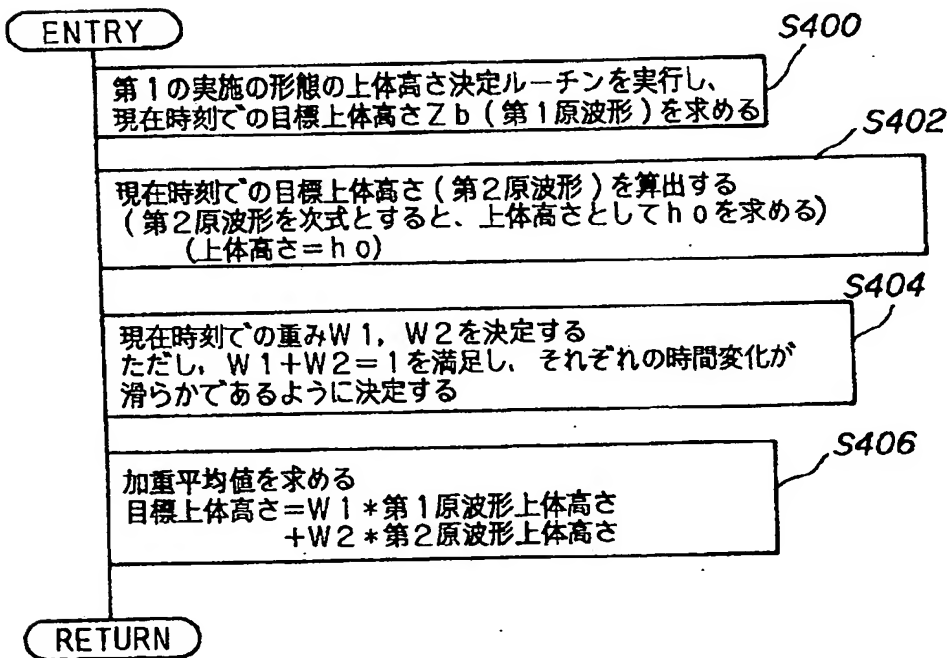 ENTRY
S400
第1の実施の形態の上体高さ決定ルーチンを実行し、
現在時刻での目標上体高さZb(第1原波形)を求める
S402
現在時刻での目標上体高さ(第2原波形)を算出する
(第2原波形を次式とすると、上体高さとしてhoを求める)
(上体高さ=ho)
S404
現在時刻での重みW1,W2を決定する
ただし,W1+W2=1を満足し,それぞれの時間変化が
滑らかであるように決定する
S406
加重平均値を求める
目標上体高さ=W1*第1原波形上体高さ
+W2*第2原波形上体高さ
RETURN